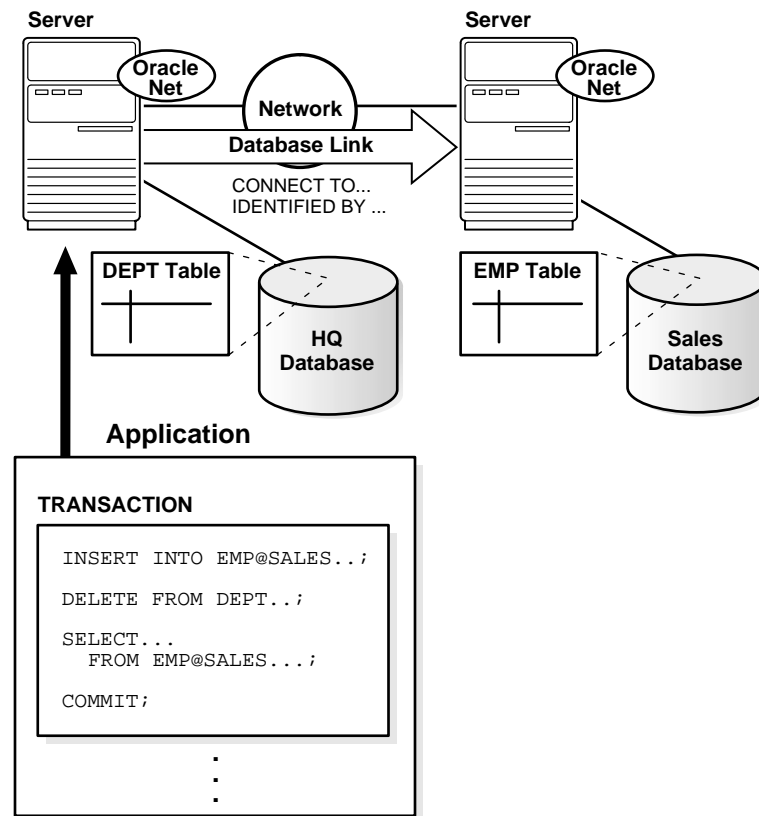 Server
Server
Oracle
Net
Oracle
Net
Network
Database Link
CONNECT TO...
IDENTIFIED BY ...
DEPT Table
EMP Table
HQ
Database
Sales
Database
Application
TRANSACTION
INSERT INTO EMP@SALES..;
DELETE FROM DEPT..;
SELECT...
FROM EMP@SALES...;
COMMIT;
.
.
.